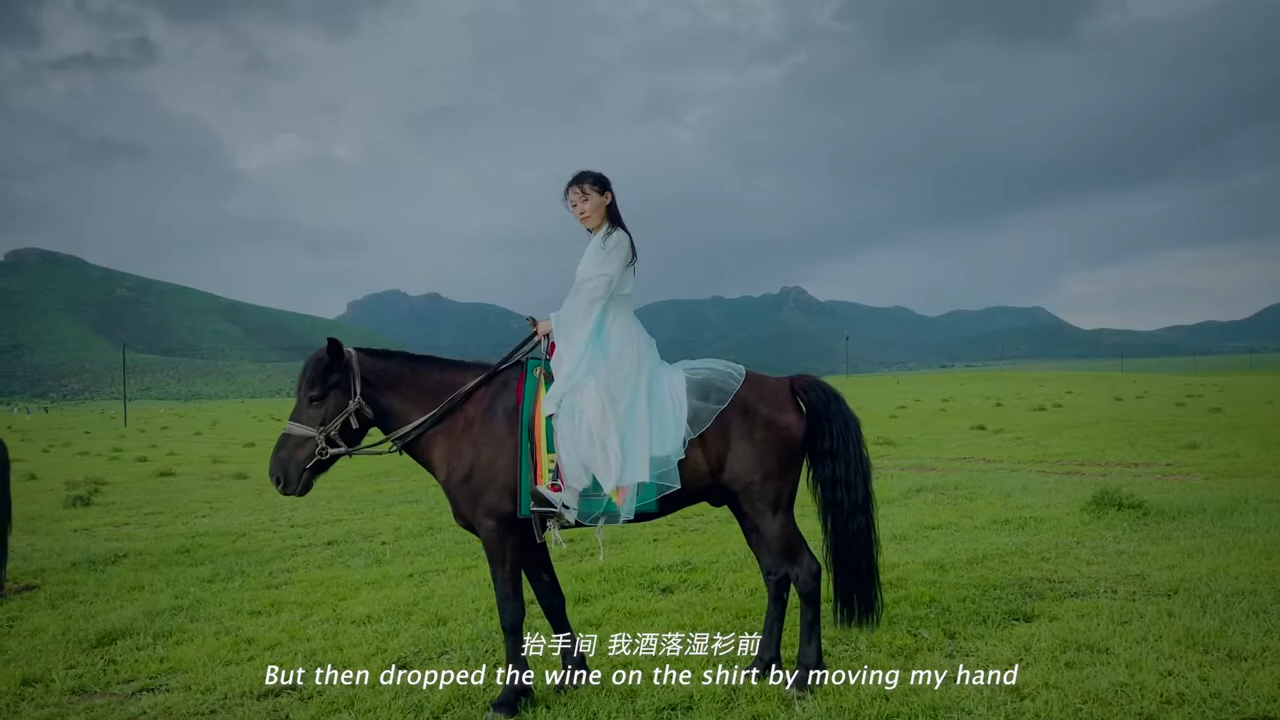 抬手间 我洒落湿衫前
But then dropped the wine on the shirt by moving my hand